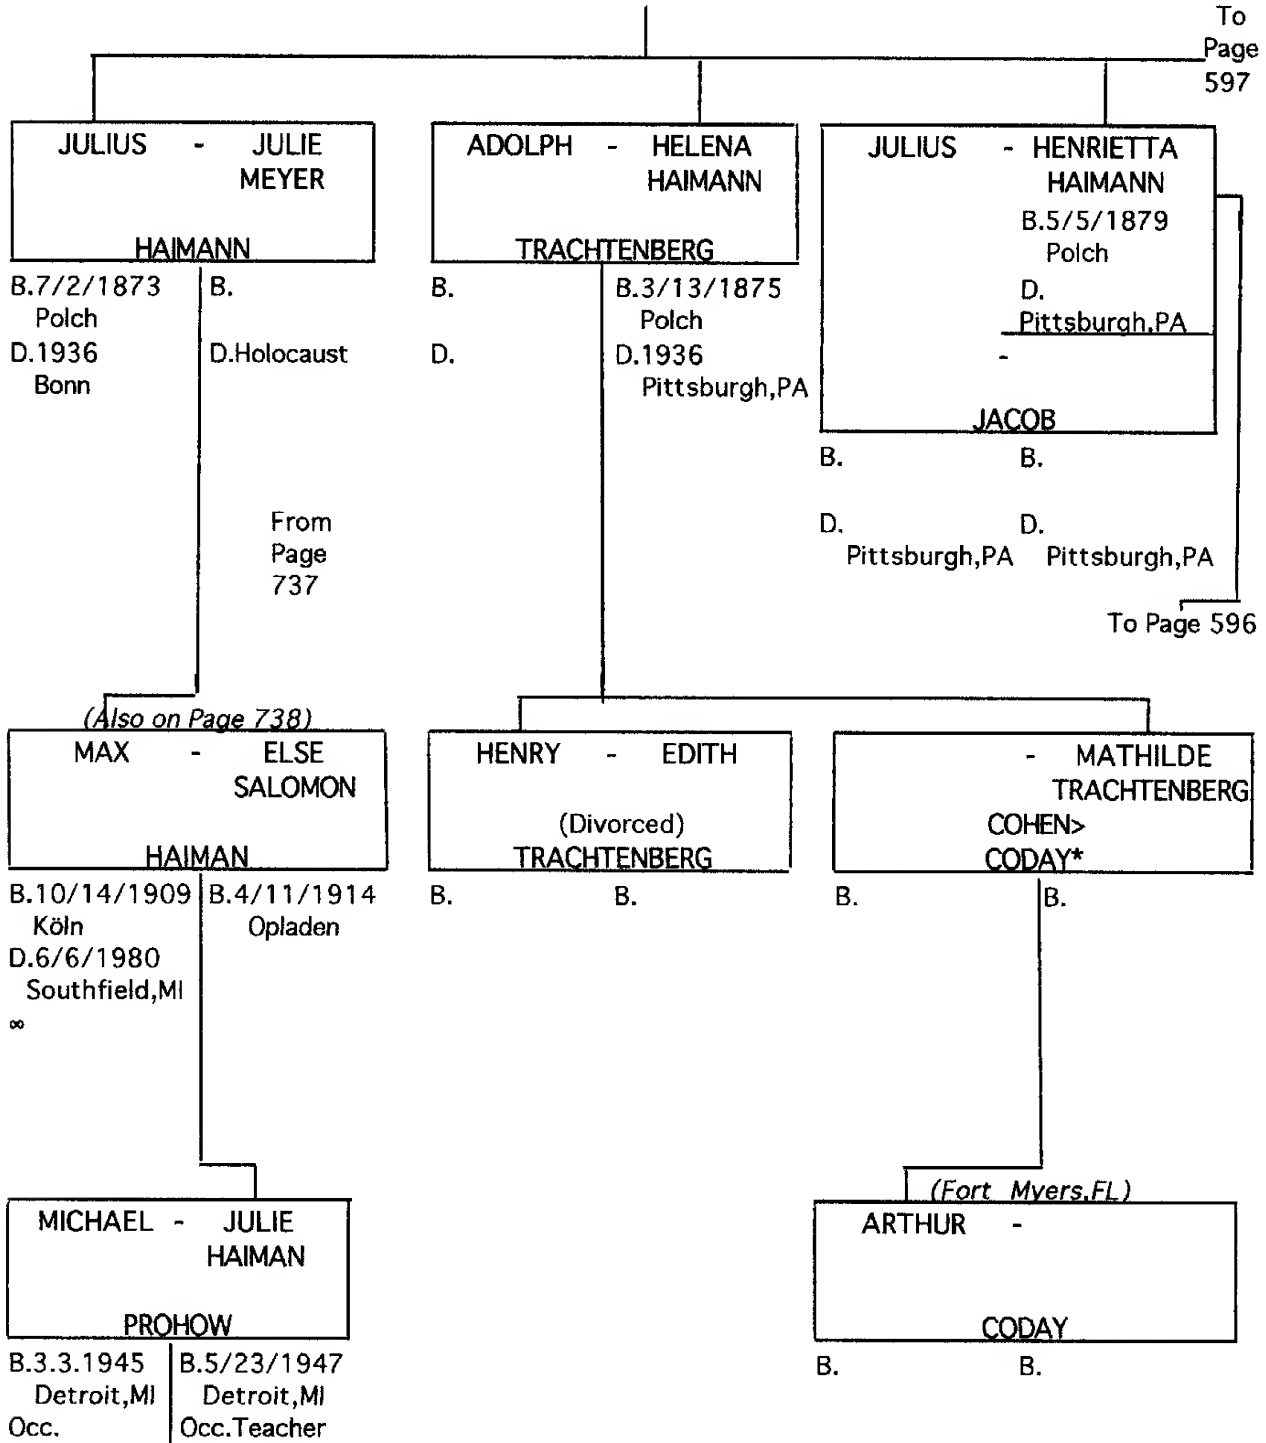 To
Page
597
JULIUS - JULIE
MEYER
HAIMANN
B.7/2/1873 B.
Polch
D.1936 D.Holocaust
Bonn
ADOLPH - HELENA
HAIMANN
TRACHTENBERG
B. B.3/13/1875
Polch
D. D.1936
Pittsburgh,PA
JULIUS - HENRIETTA
HAIMANN
B.5/5/1879
Polch
D.
Pittsburgh,PA
-
JACOB
B. B.
D. D.
Pittsburgh,PA Pittsburgh,PA
From
Page
737
To Page 596
(Also on Page 738)
MAX - ELSE
SALOMON
HAIMAN
B.10/14/1909 B.4/11/1914
Köln Opladen
D.6/6/1980
Southfield,MI
∞
HENRY - EDITH
(Divorced)
TRACHTENBERG
B. B.
- MATHILDE
TRACHTENBERG
COHEN>
CODAY*
B. B.
MICHAEL - JULIE
HAIMAN
PROHOW
B.3.3.1945 B.5/23/1947
Detroit,MI Detroit,MI
Occ. Occ.Teacher
(Fort Myers,FL)
ARTHUR -
CODAY
B. B.